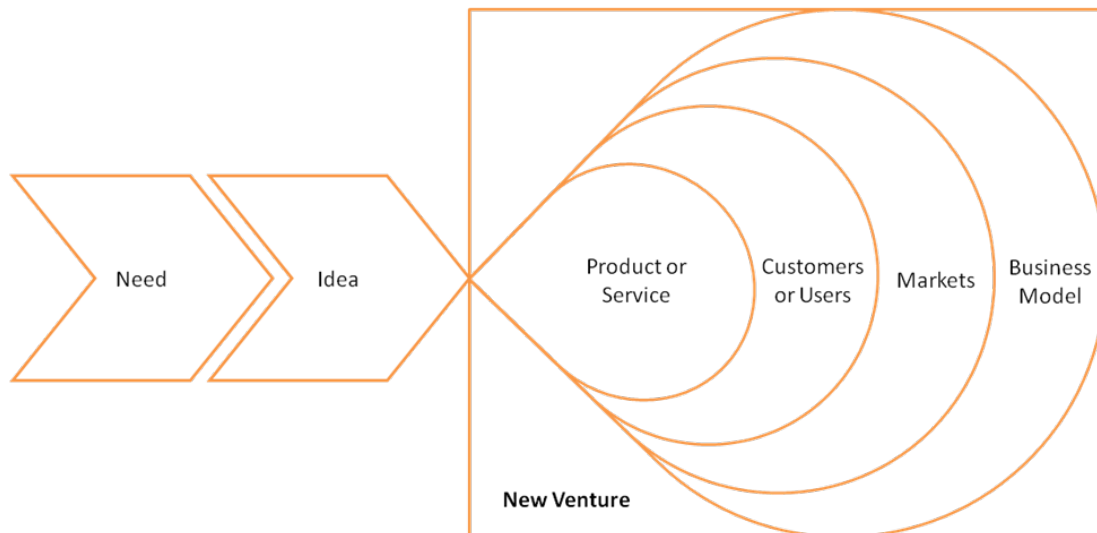 Need
Idea
Product or
Service
Customers
or Users
Markets
Business
Model
New Venture